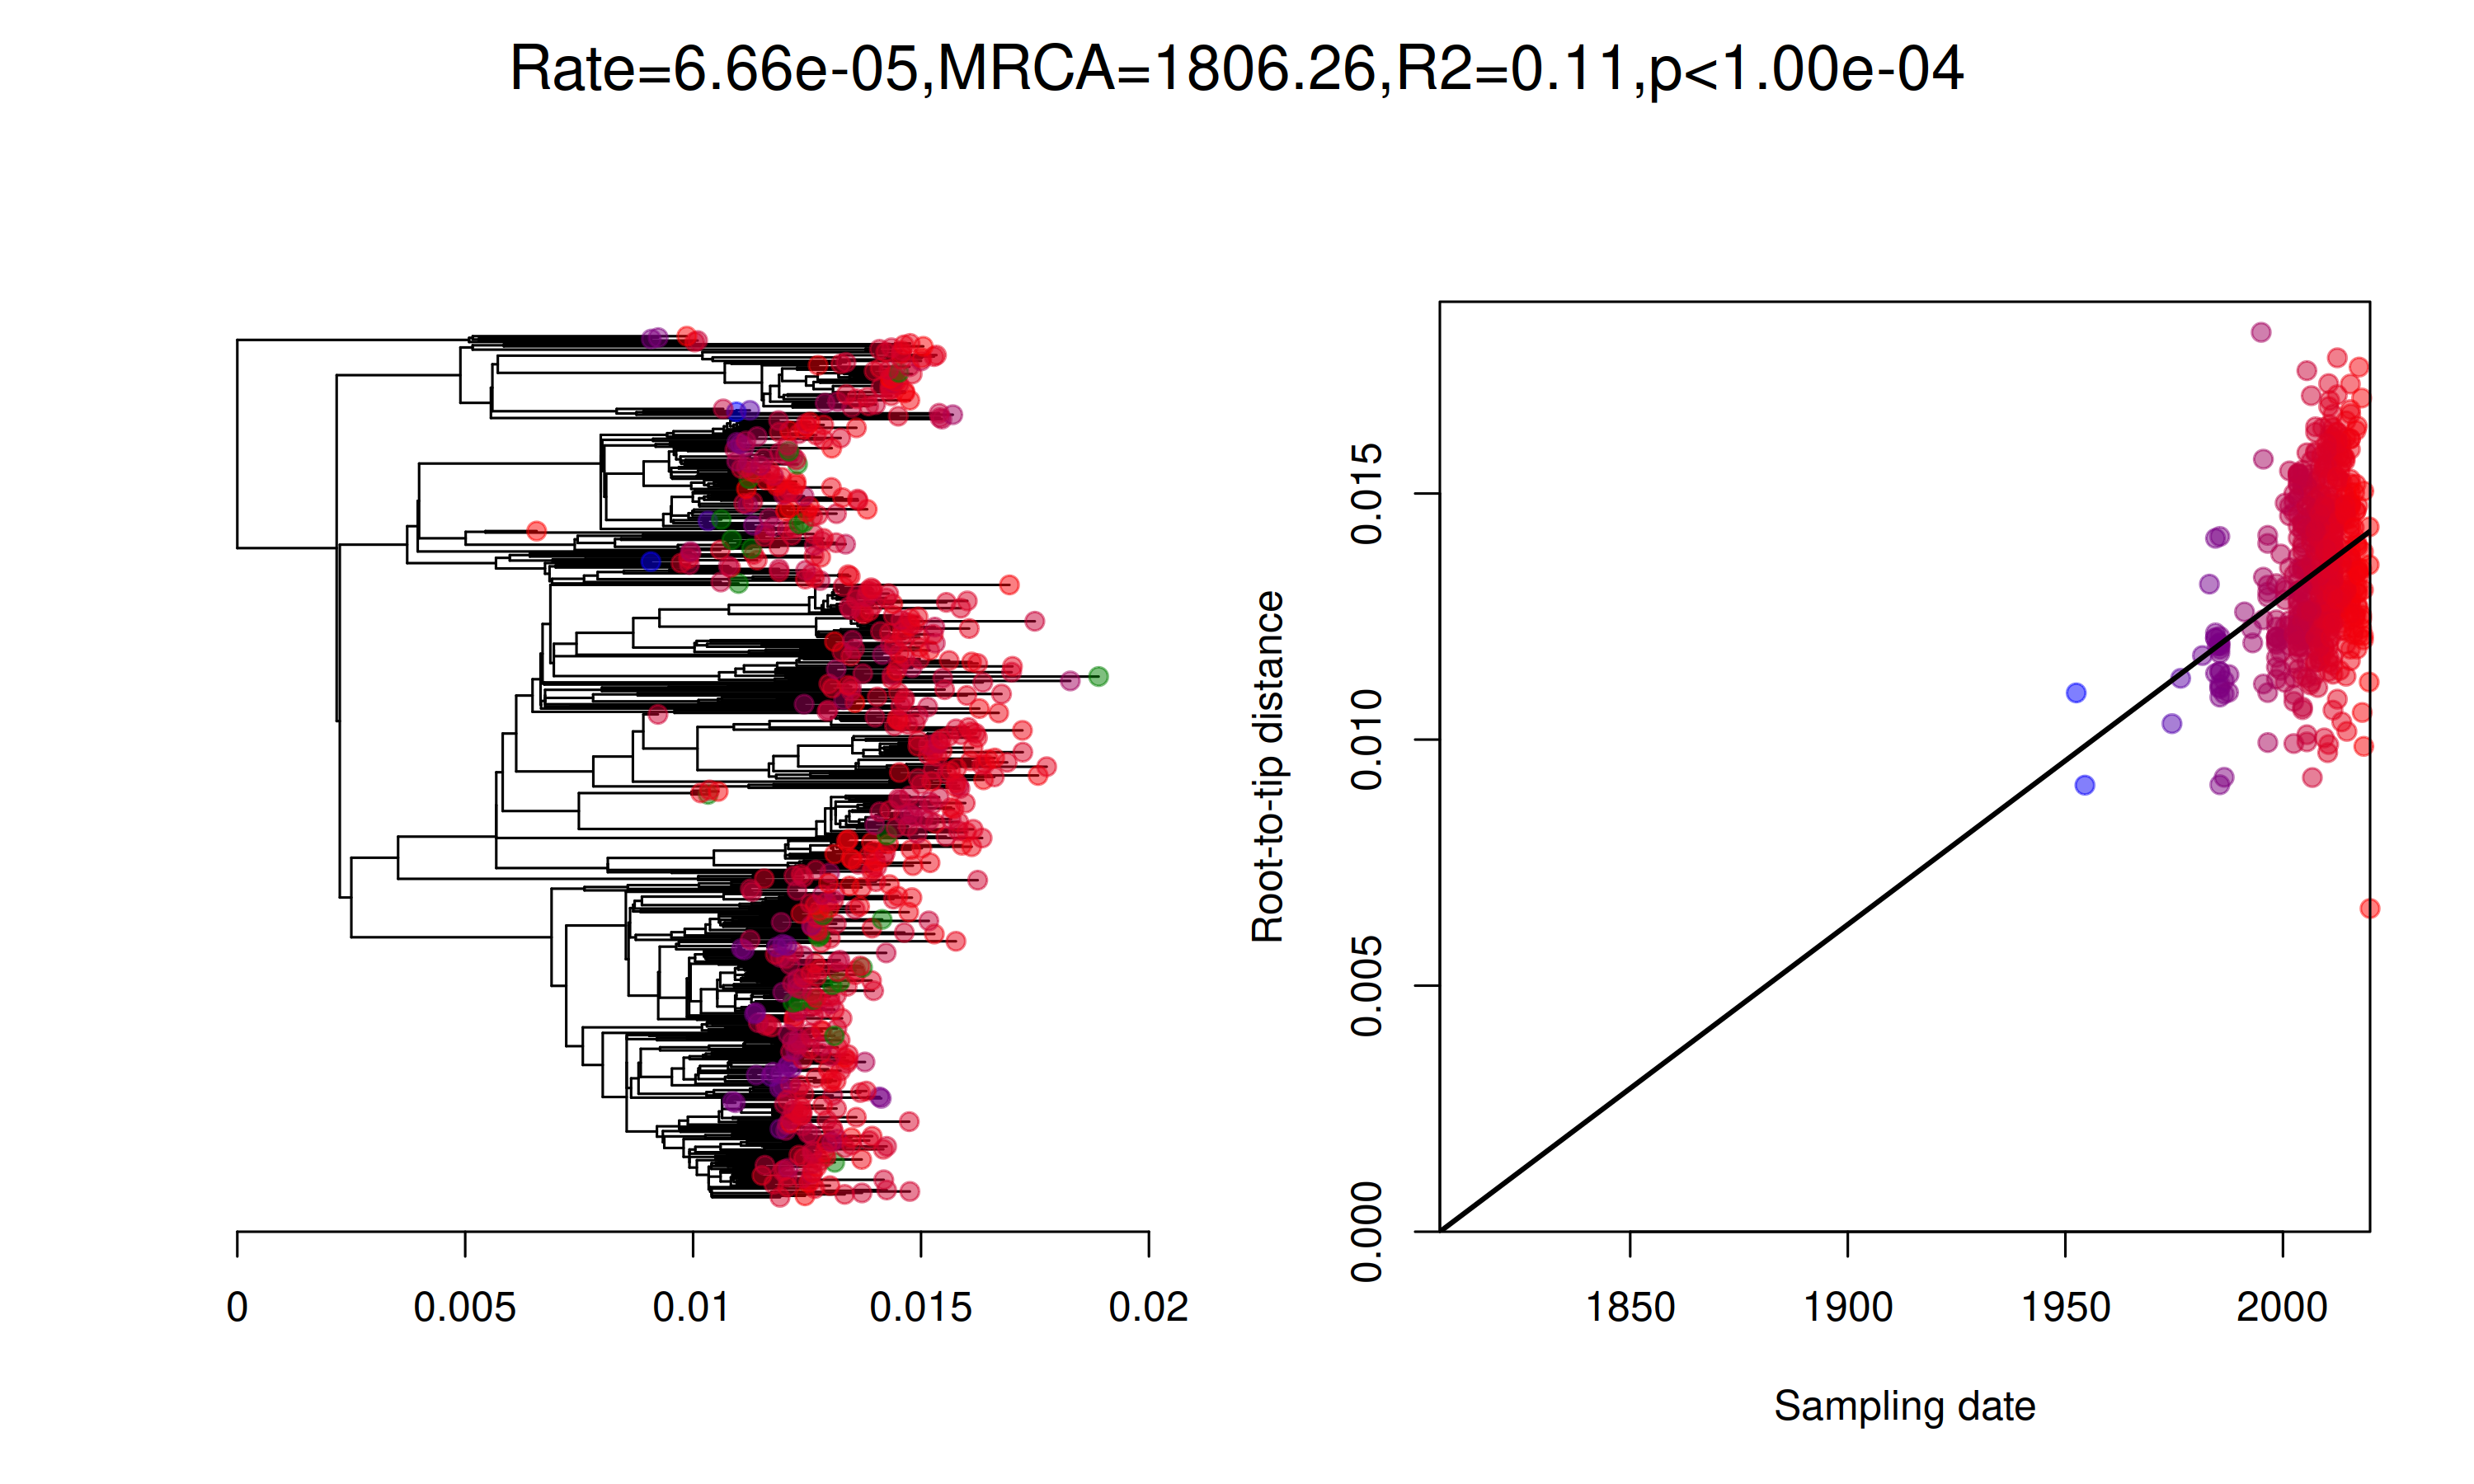 Rate=6.66e-05,MRCA=1806.26,R2=0.11,p<1.00e-04
0 0.005 0.01 0.015 0.02
Root-to-tip distance
0.000 0.005 0.010 0.015
1850 1900 1950 2000
Sampling date